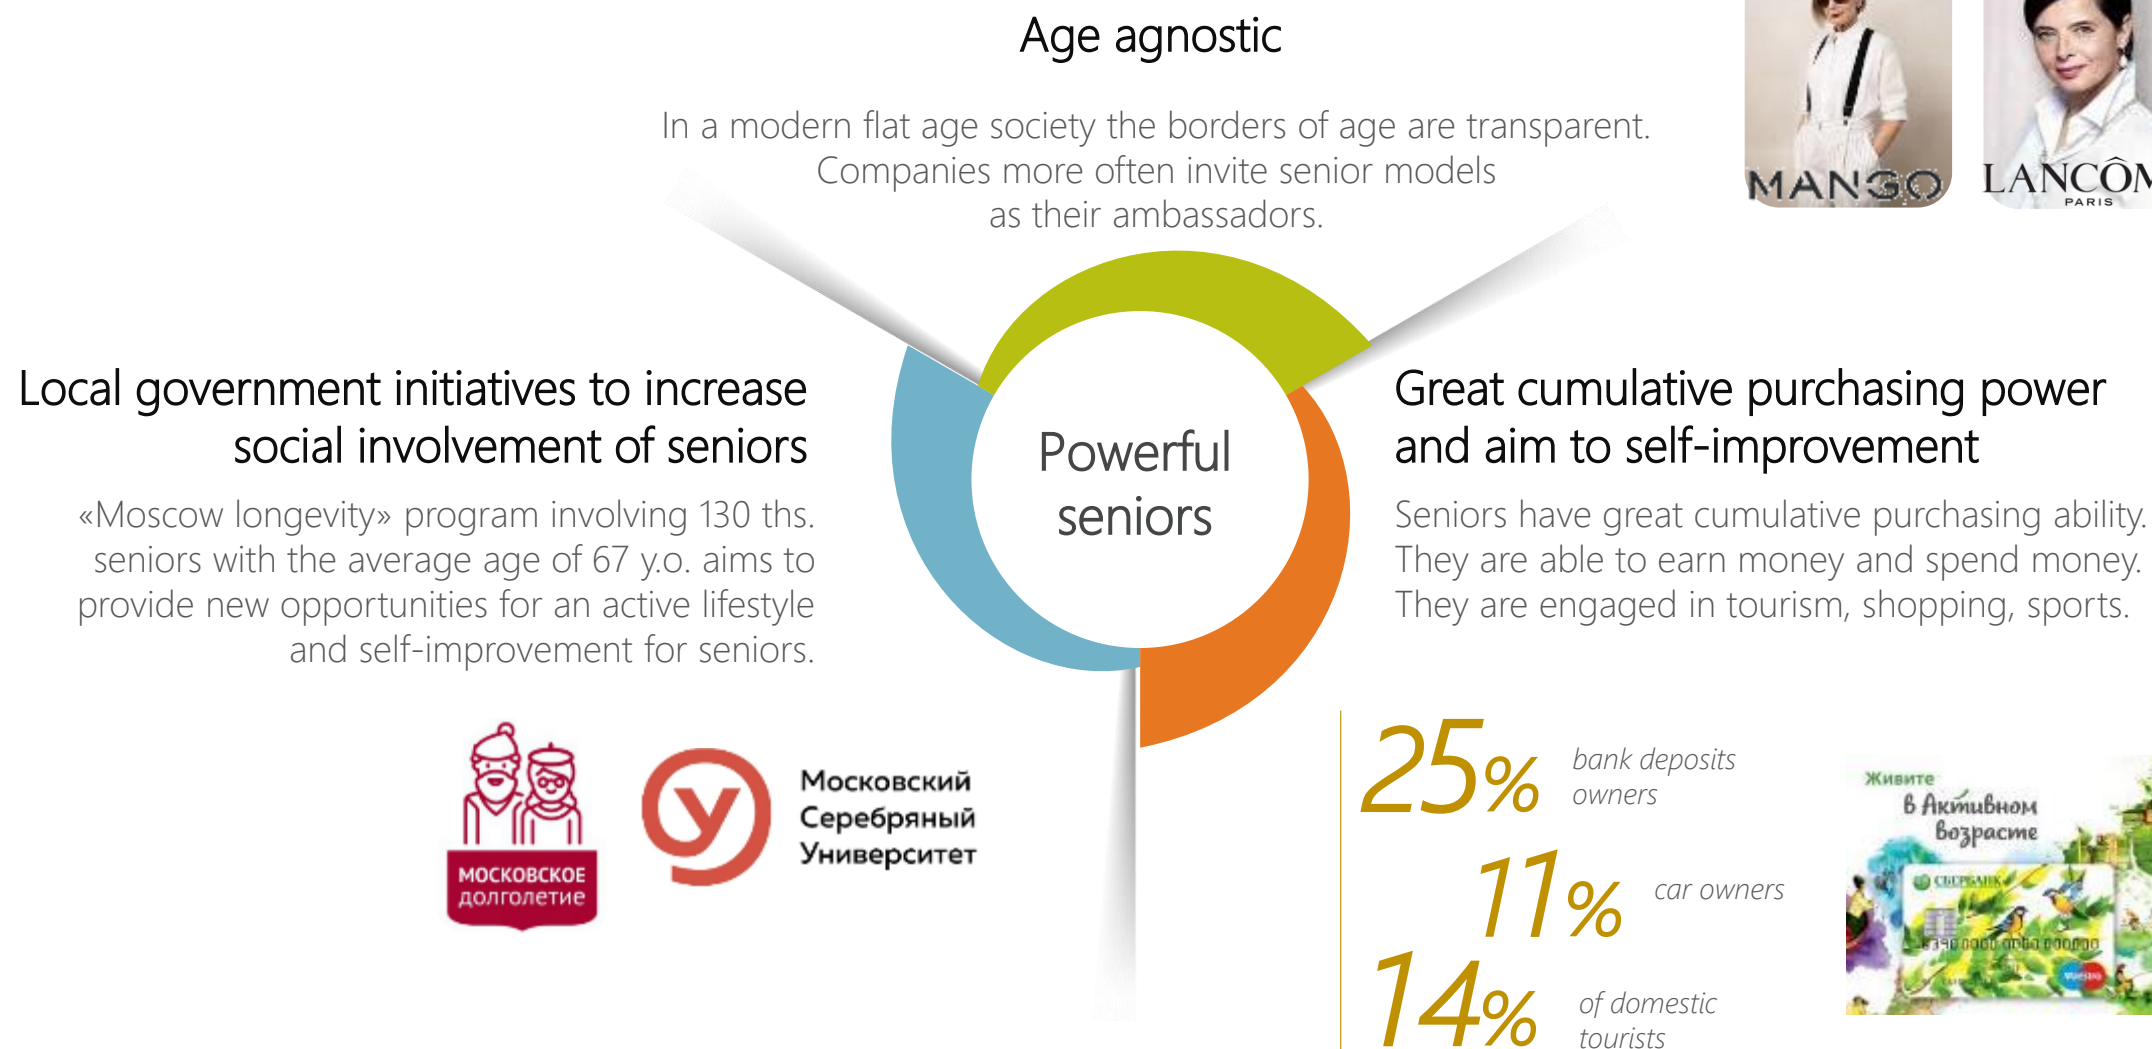 Age agnostic
In a modern flat age society the borders of age are transparent.
Companies more often invite senior models
as their ambassadors.
MANGO
LANCÔM
PARIS
Local government initiatives to increase
social involvement of seniors
«Moscow longevity» program involving 130 ths.
seniors with the average age of 67 y.o. aims to
provide new opportunities for an active lifestyle
and self-improvement for seniors.
МОСКОВСКОЕ
ДОЛГОЛЕТИЕ
У
Московский
Серебряный
Университет
Powerful
seniors
Great cumulative purchasing power
and aim to self-improvement
Seniors have great cumulative purchasing ability.
They are able to earn money and spend money.
They are engaged in tourism, shopping, sports.
25% bank deposits
owners
11% car owners
14% of domestic
tourists
Живите
в Активном
возрасте
СБЕРБАНК